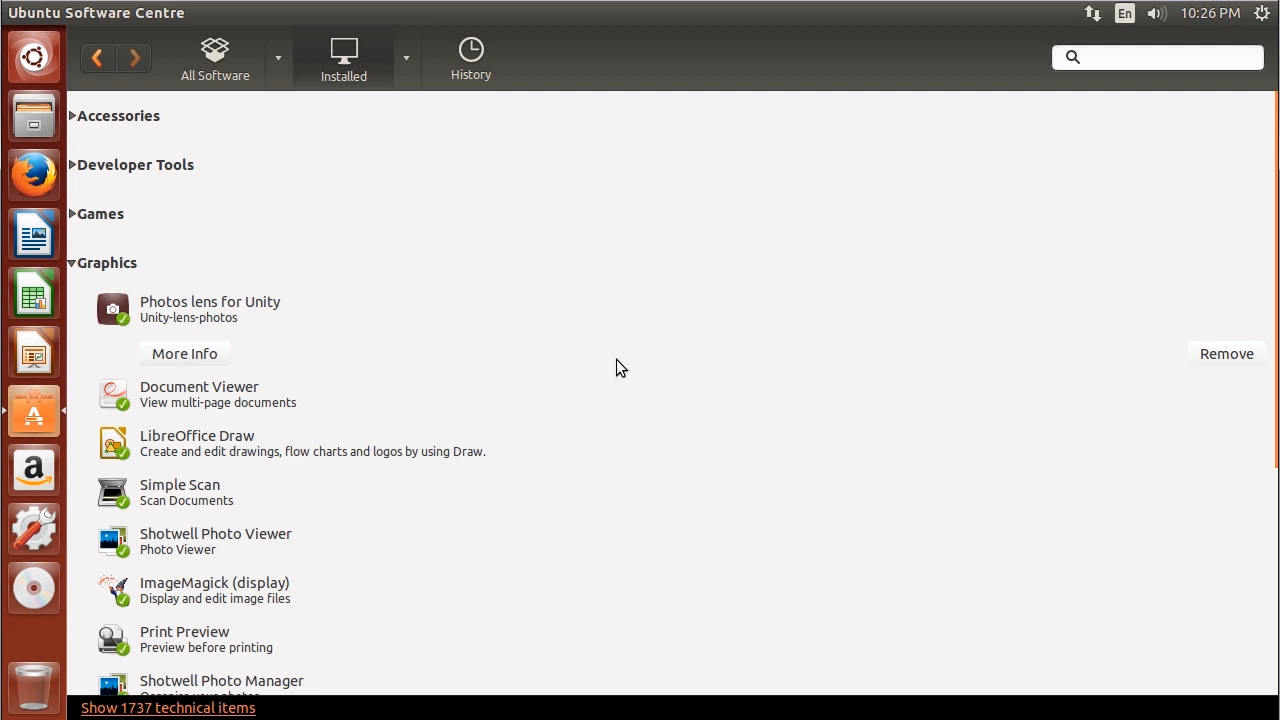 Ubuntu Software Centre
En
10:26 PM
All Software
Installed
History
Accessories
Developer Tools
Games
Graphics
Photos lens for Unity
Unity-lens-photos
More Info
Remove
Document Viewer
View multi-page documents
LibreOffice Draw
Create and edit drawings, flow charts and logos by using Draw.
Simple Scan
Scan Documents
Shotwell Photo Viewer
Photo Viewer
ImageMagick (display)
Display and edit image files
Print Preview
Preview before printing
Shotwell Photo Manager
Organize your photos
Show 1737 technical items